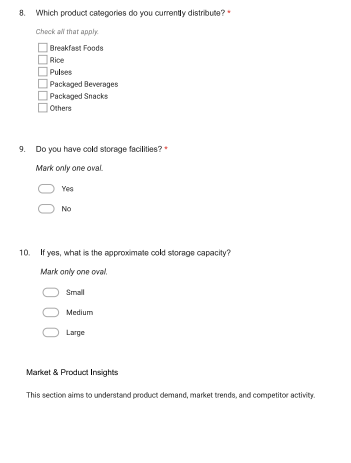 8. Which product categories do you currently distribute? *
Check all that apply.
Breakfast Foods
Rice
Pulses
Packaged Beverages
Packaged Snacks
Others
9. Do you have cold storage facilities? *
Mark only one oval.
Yes
No
10. If yes, what is the approximate cold storage capacity?
Mark only one oval.
Small
Medium
Large
Market & Product Insights
This section aims to understand product demand, market trends, and competitor activity.